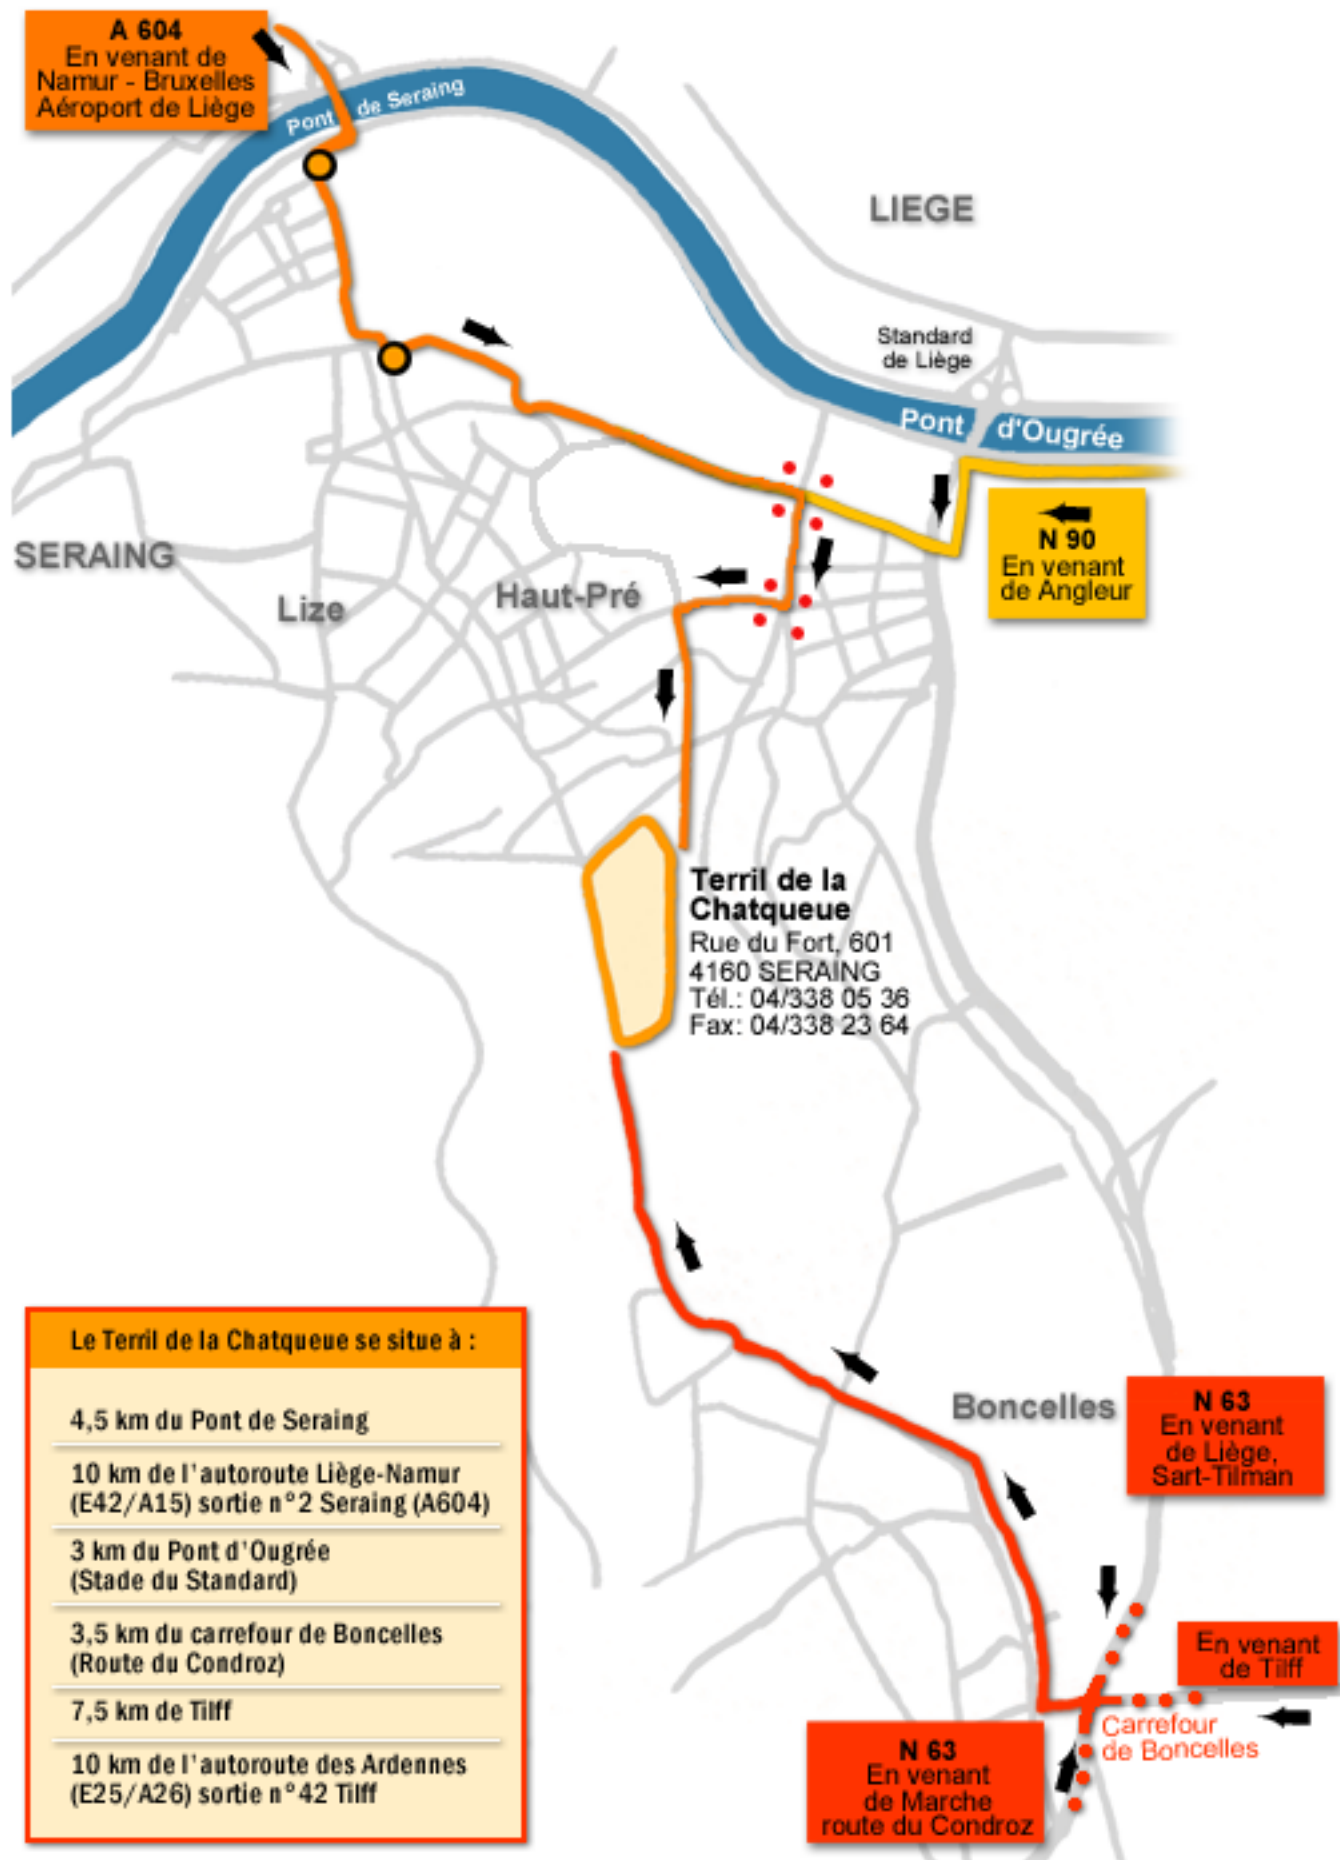 A 604
En venant de
Namur - Bruxelles
Aéroport de Liège
Pont de Seraing
LIEGE
Standard
de Liège
Pont d'Ougrée
N 90
En venant
de Angleur
SERAING
Lize
Haut-Pré
Terril de la
Chatqueue
Rue du Fort, 601
4160 SERAING
Tél.: 04/338 05 36
Fax: 04/338 23 64
Le Terril de la Chatqueue se situe à :
4,5 km du Pont de Seraing
10 km de l'autoroute Liège-Namur
(E42/A15) sortie n°2 Seraing (A604)
3 km du Pont d'Ougrée
(Stade du Standard)
3,5 km du carrefour de Boncelles
(Route du Condroz)
7,5 km de Tilff
10 km de l'autoroute des Ardennes
(E25/A26) sortie n°42 Tilff
Boncelles
N 63
En venant
de Liège,
Sart-Tilman
En venant
de Tilff
Carrefour
de Boncelles
N 63
En venant
de Marche
route du Condroz